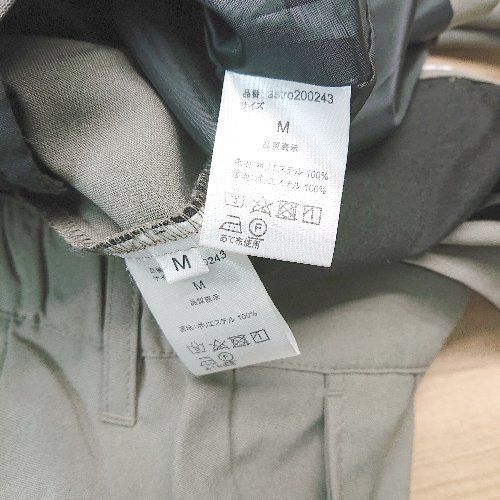 品番: astro200243
サイズ
M
品質表示
表地:ポリエステル 100%
裏地:ポリエステル 100%
あて布使用
M
00243
M
品質表示
表地:ポリエステル 100%